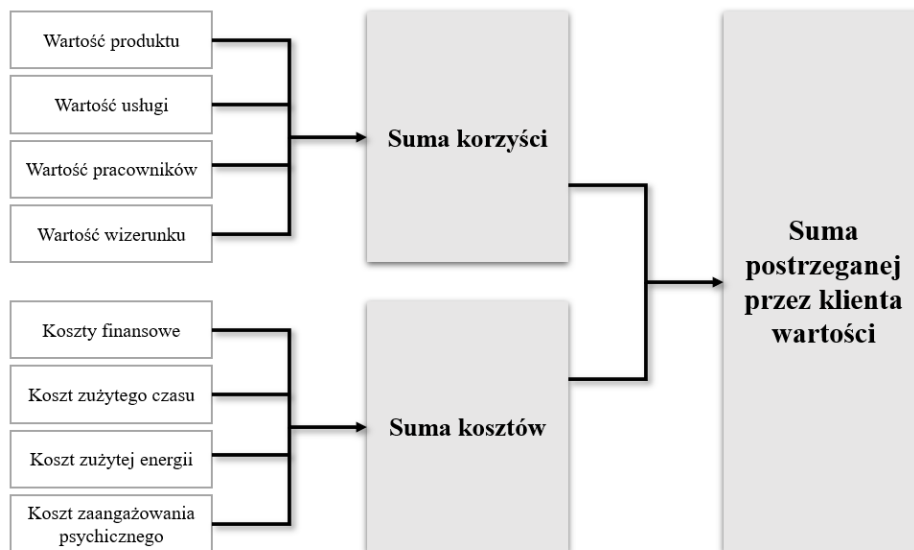 Wartość produktu
Wartość usługi
Wartość pracowników
Wartość wizerunku
Suma korzyści
Koszty finansowe
Koszt zużytego czasu
Koszt zużytej energii
Koszt zaangażowania
psychicznego
Suma kosztów
Suma
postrzeganej
przez klienta
wartości